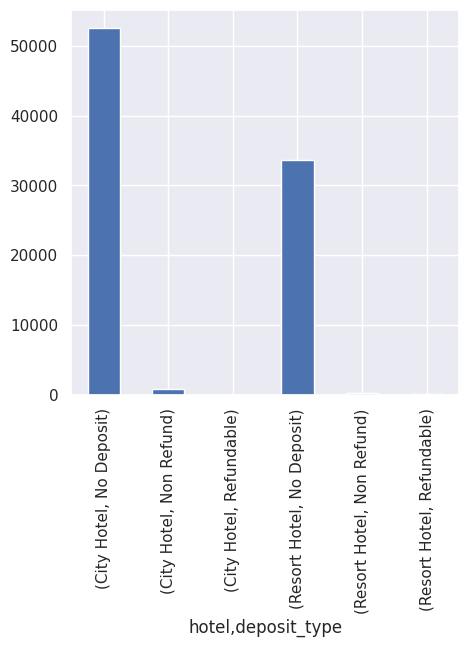 50000
40000
30000
20000
10000
0
(City Hotel, No Deposit)
(City Hotel, Non Refund)
(City Hotel, Refundable)
(Resort Hotel, No Deposit)
(Resort Hotel, Non Refund)
(Resort Hotel, Refundable)
hotel,deposit_type